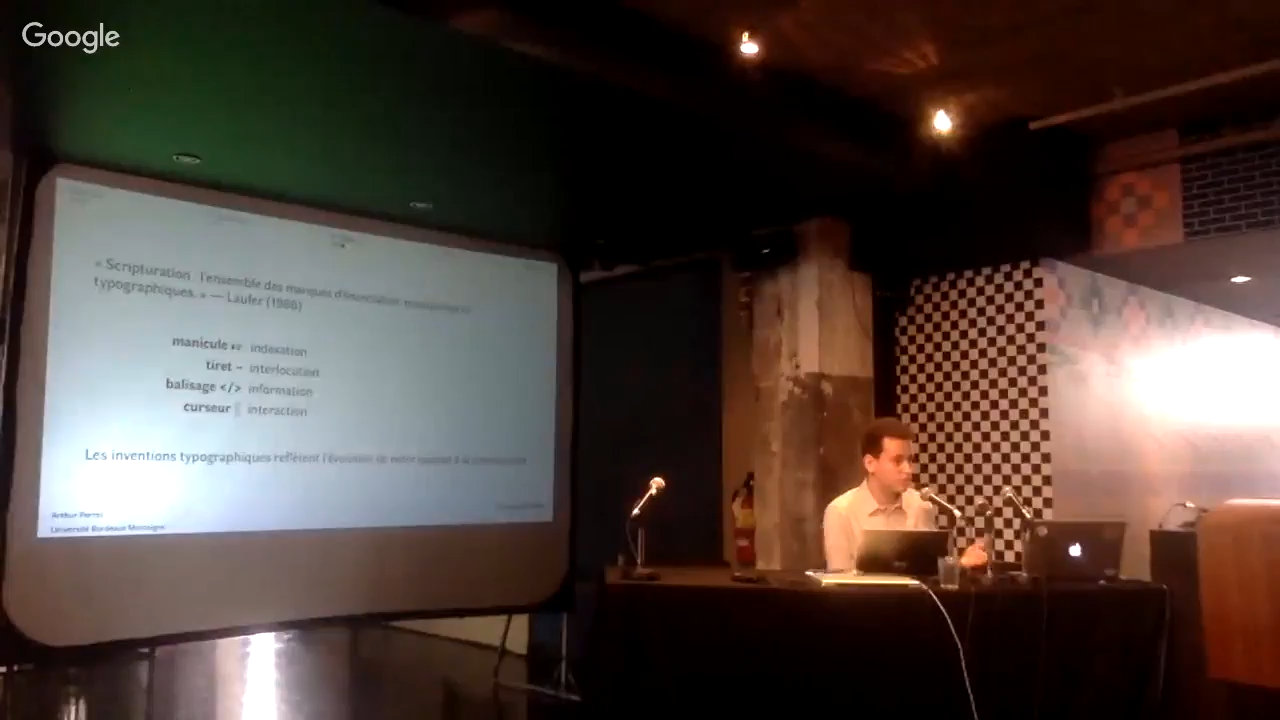 Google
« Scripturation : l'ensemble des marques d'énonciation
typographiques. » — Laufer (1986)
manicule ☛ indexation
tiret – interlocution
balisage </> information
curseur | interaction
Les inventions typographiques reflètent l'évolution du
Arthur Perret
Université Bordeaux Montaigne